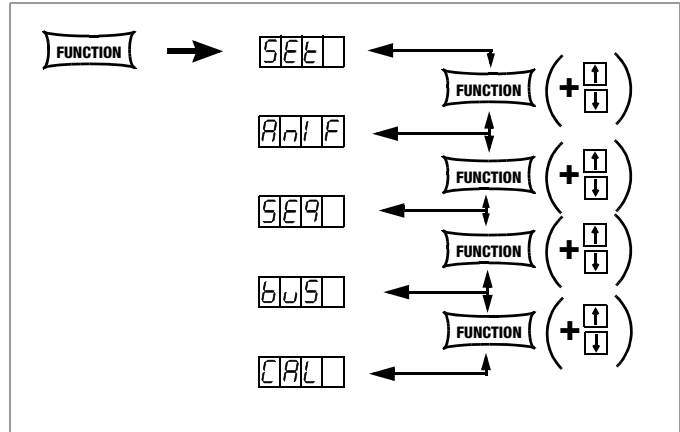 FUNCTION
SEt
FUNCTION ( + ↑ ↓ )
AnIF
FUNCTION ( + ↑ ↓ )
SEq
FUNCTION ( + ↑ ↓ )
buS
FUNCTION ( + ↑ ↓ )
CAL